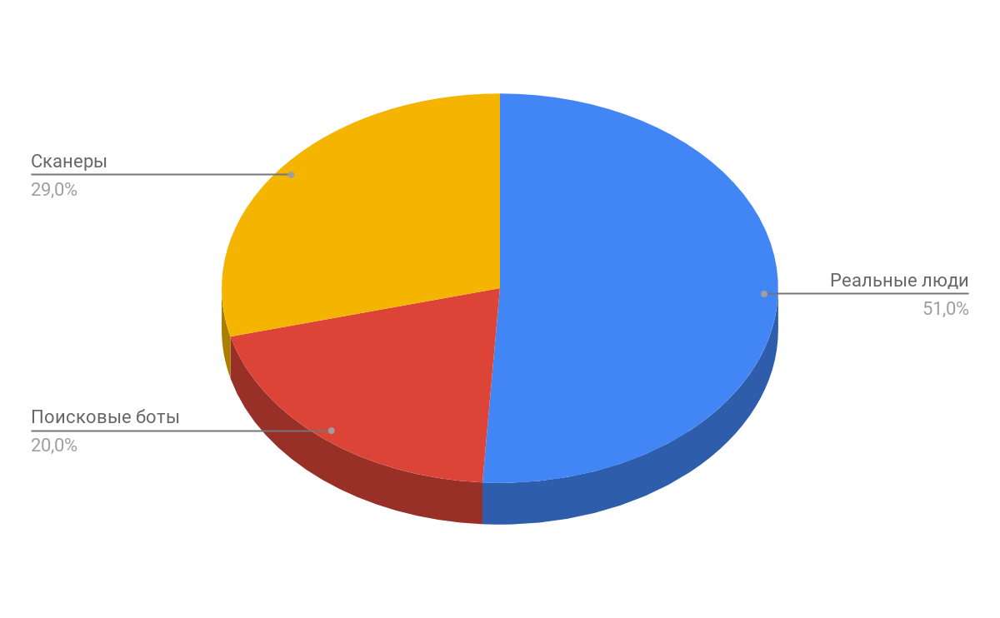 Сканеры
29,0%
Реальные люди
51,0%
Поисковые боты
20,0%